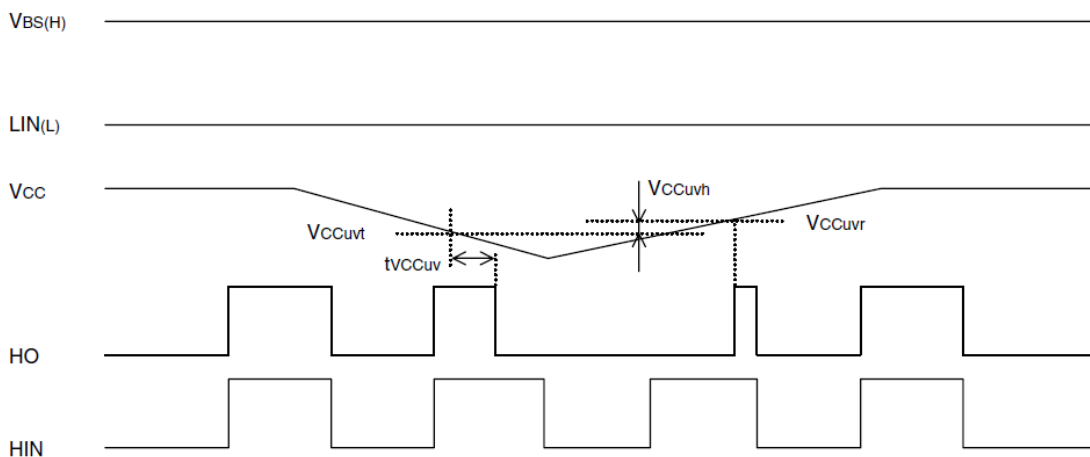 VBS(H)
LIN(L)
VCC
VCCuvh
VCCuvt
VCCuvr
tVCCuv
HO
HIN